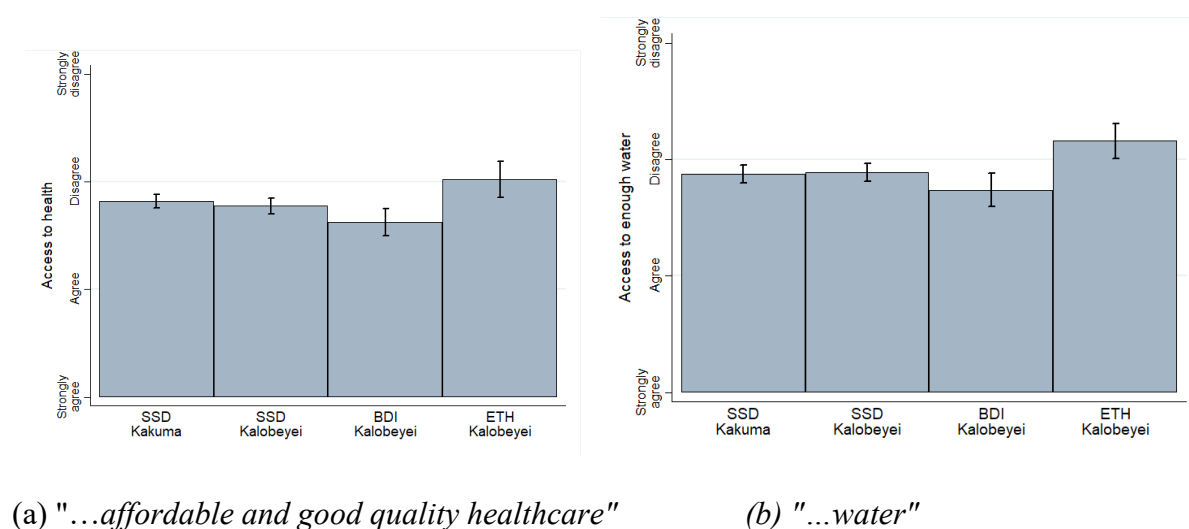 Access to health
Strongly
disagree
Disagree
Agree
Strongly
agree
SSD
Kakuma
SSD
Kalobeyei
BDI
Kalobeyei
ETH
Kalobeyei
Access to enough water
Strongly
disagree
Disagree
Agree
Strongly
agree
SSD
Kakuma
SSD
Kalobeyei
BDI
Kalobeyei
ETH
Kalobeyei
(a) "…affordable and good quality healthcare"
(b) "...water"